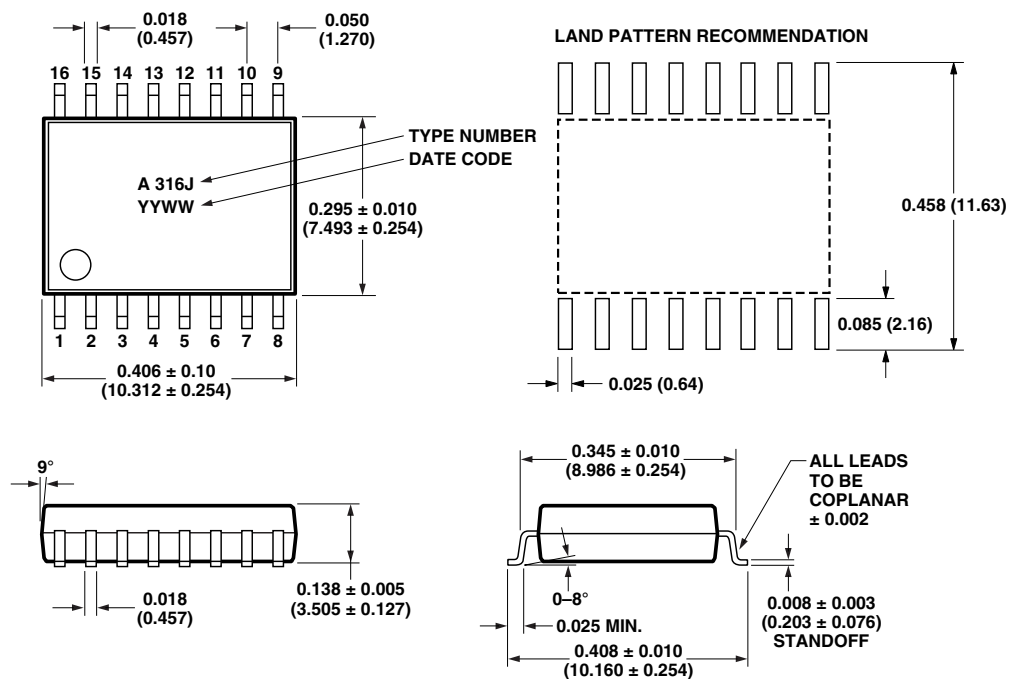 0.018
(0.457)
0.050
(1.270)
LAND PATTERN RECOMMENDATION
16 15 14 13 12 11 10 9
TYPE NUMBER
DATE CODE
A 316J
YYWW
0.295 ± 0.010
(7.493 ± 0.254)
0.458 (11.63)
0.085 (2.16)
1 2 3 4 5 6 7 8
0.406 ± 0.10
(10.312 ± 0.254)
0.025 (0.64)
9°
0.345 ± 0.010
(8.986 ± 0.254)
ALL LEADS
TO BE
COPLANAR
± 0.002
0.138 ± 0.005
(3.505 ± 0.127)
0.018
(0.457)
0–8°
0.025 MIN.
0.408 ± 0.010
(10.160 ± 0.254)
0.008 ± 0.003
(0.203 ± 0.076)
STANDOFF